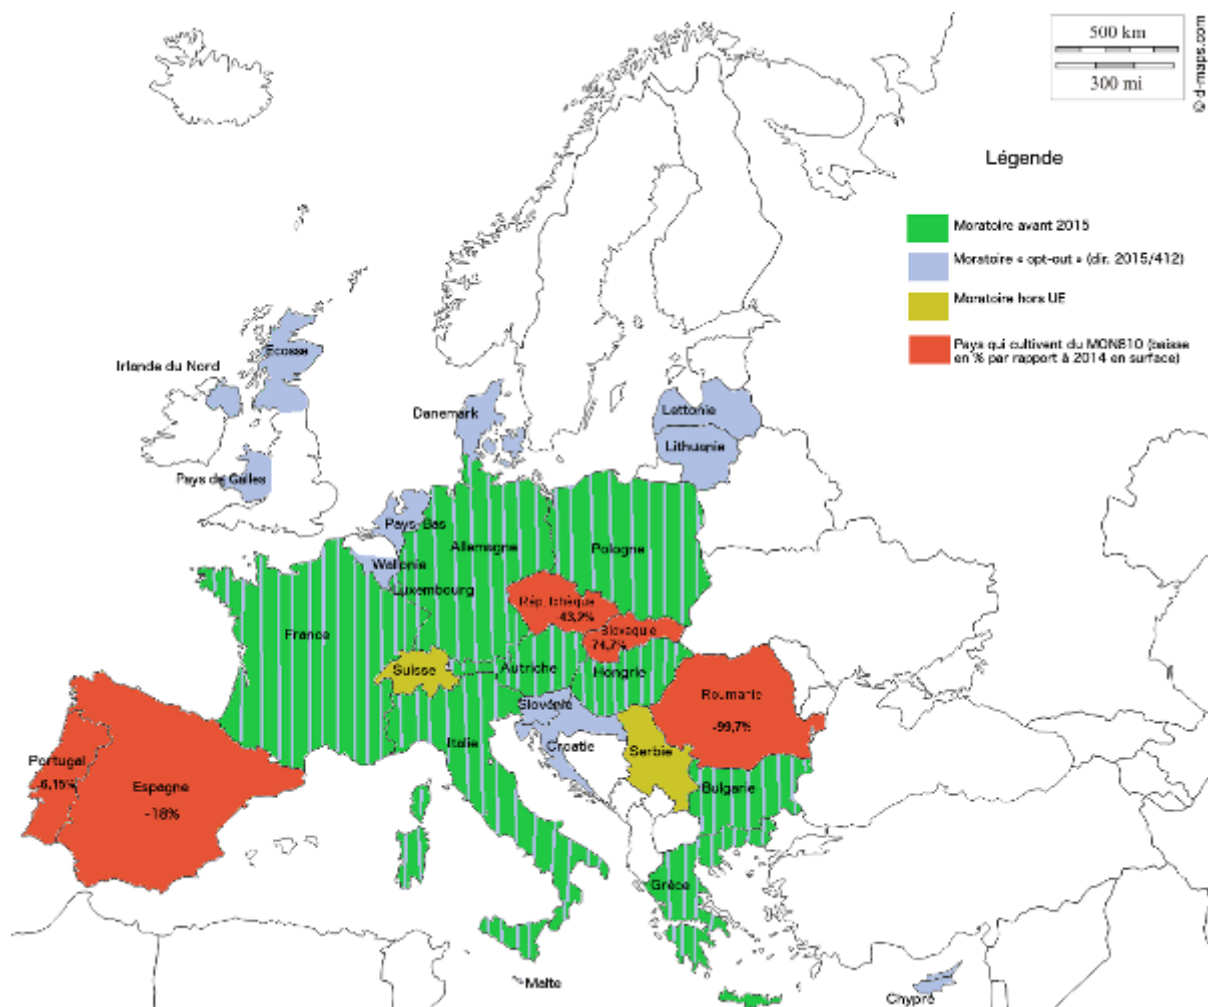 500 km
300 mi
© d-maps.com
Légende
Moratoire avant 2015
Moratoire « opt-out » (dir. 2015/412)
Moratoire hors UE
Pays qui cultivent du MON810 (baisse
en % par rapport à 2014 en surface)
Ecosse
Irlande du Nord
Danemark
Lettonie
Lithuanie
Pays de Galles
Pays-Bas
Allemagne
Pologne
Wallonie
Luxembourg
Rép. tchèque
43,2%
Slovaquie
74,7%
France
Suisse
Autriche
Hongrie
Slovénie
Roumanie
-99,7%
Croatie
Serbie
Italie
Portugal
-6,15%
Espagne
-18%
Bulgarie
Grèce
Malte
Chypre